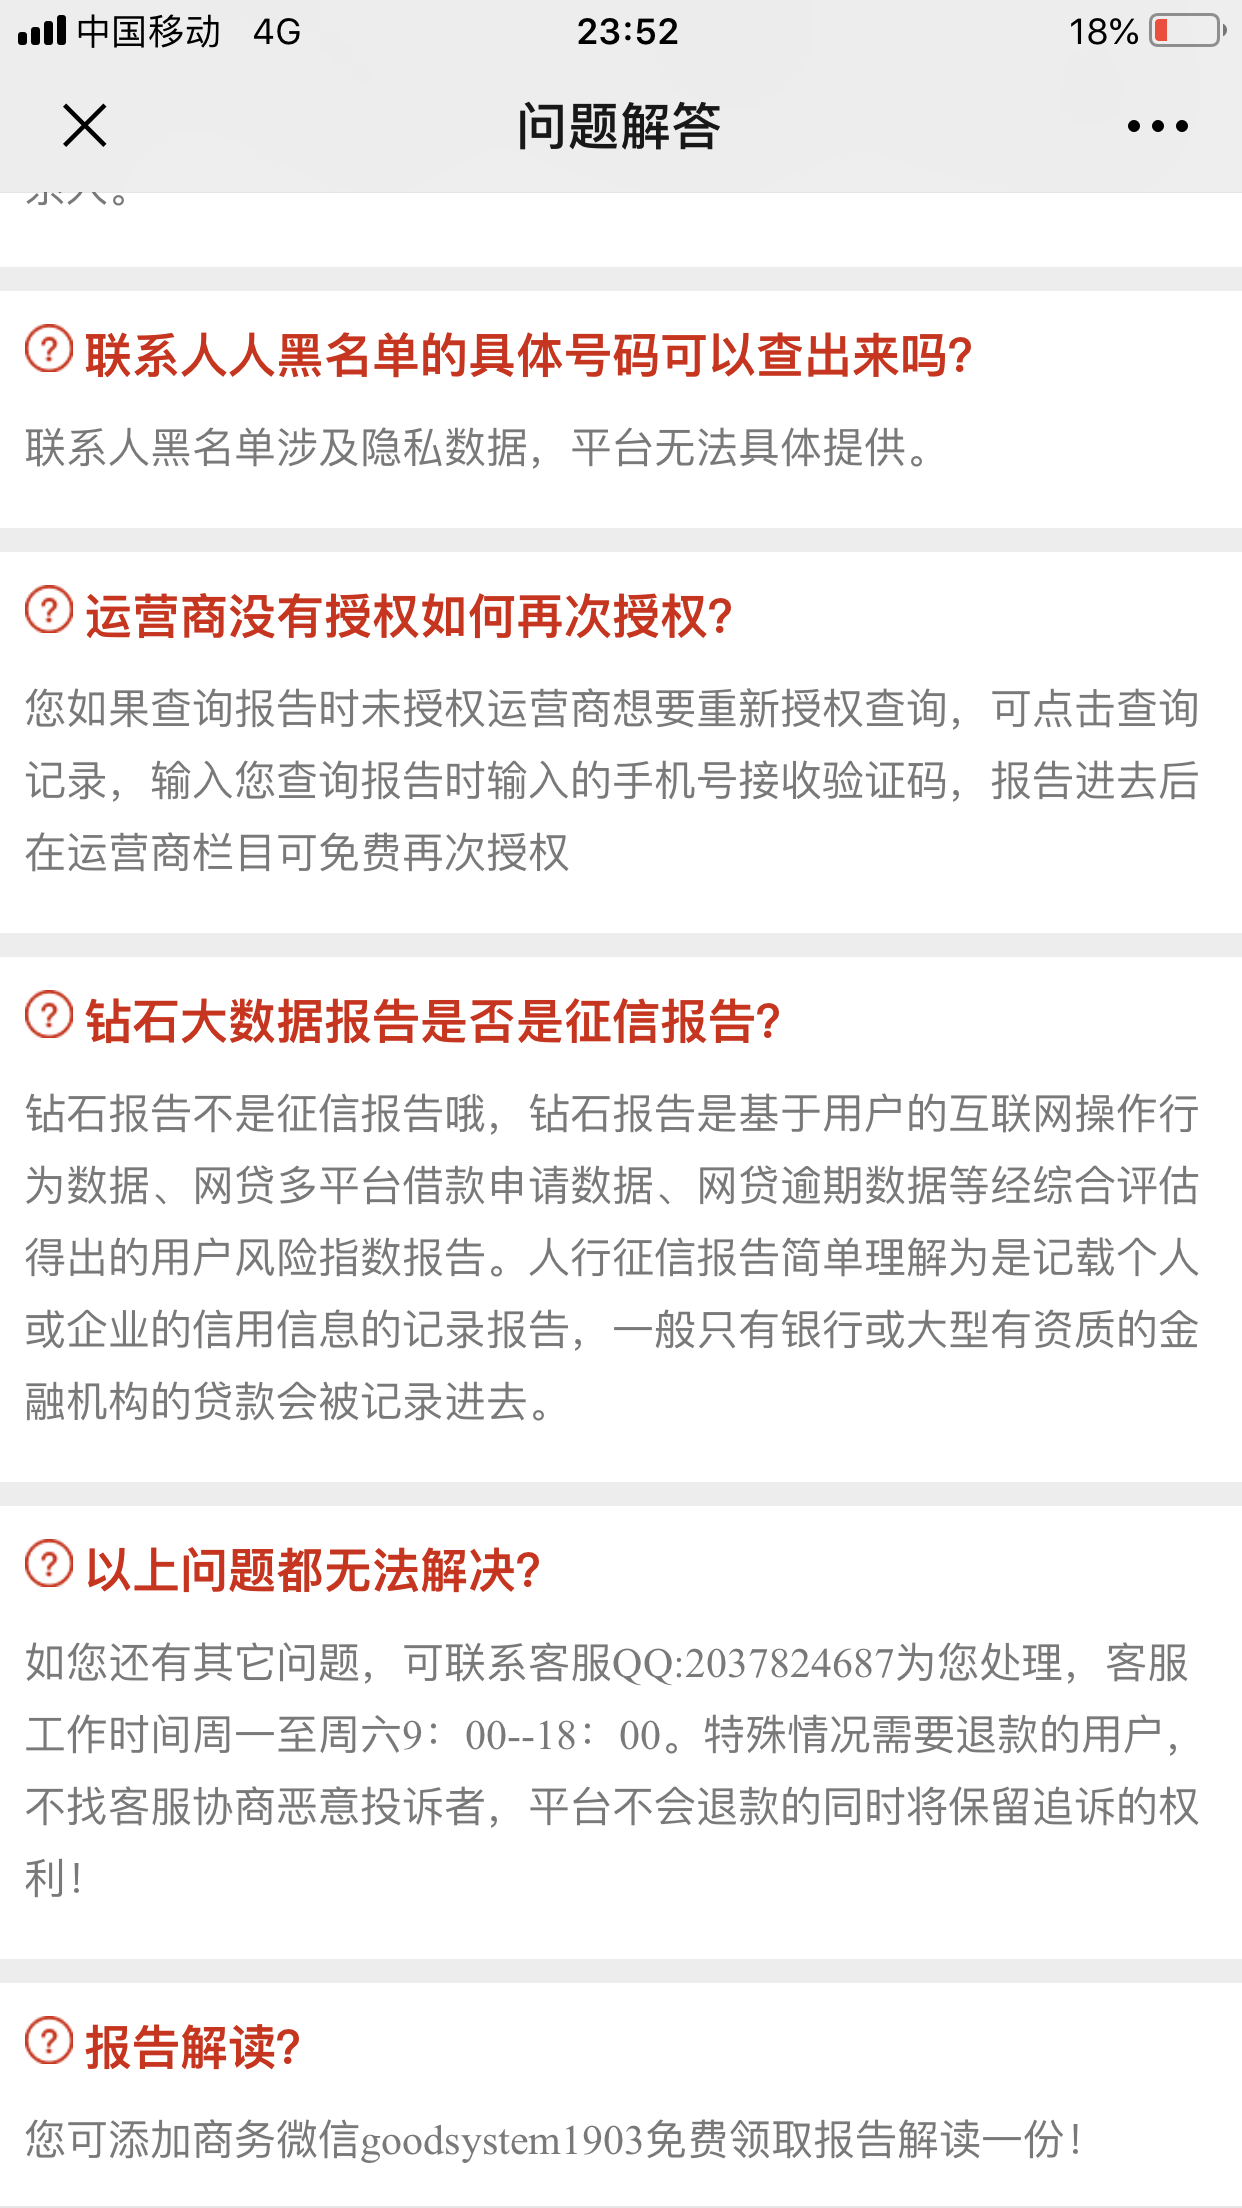 中国移动 4G 23:52 18%
问题解答
联系人人黑名单的具体号码可以查出来吗?
联系人黑名单涉及隐私数据，平台无法具体提供。
运营商没有授权如何再次授权?
您如果查询报告时未授权运营商想要重新授权查询，可点击查询
记录，输入您查询报告时输入的手机号接收验证码，报告进去后
在运营商栏目可免费再次授权
钻石大数据报告是否是征信报告?
钻石报告不是征信报告哦，钻石报告是基于用户的互联网操作行
为数据、网贷多平台借款申请数据、网贷逾期数据等经综合评估
得出的用户风险指数报告。人行征信报告简单理解为是记载个人
或企业的信用信息的记录报告，一般只有银行或大型有资质的金
融机构的贷款会被记录进去。
以上问题都无法解决?
如您还有其它问题，可联系客服QQ:2037824687为您处理，客服
工作时间周一至周六9：00--18：00。特殊情况需要退款的用户，
不找客服协商恶意投诉者，平台不会退款的同时将保留追诉的权
利！
报告解读?
您可添加商务微信goodsystem1903免费领取报告解读一份！